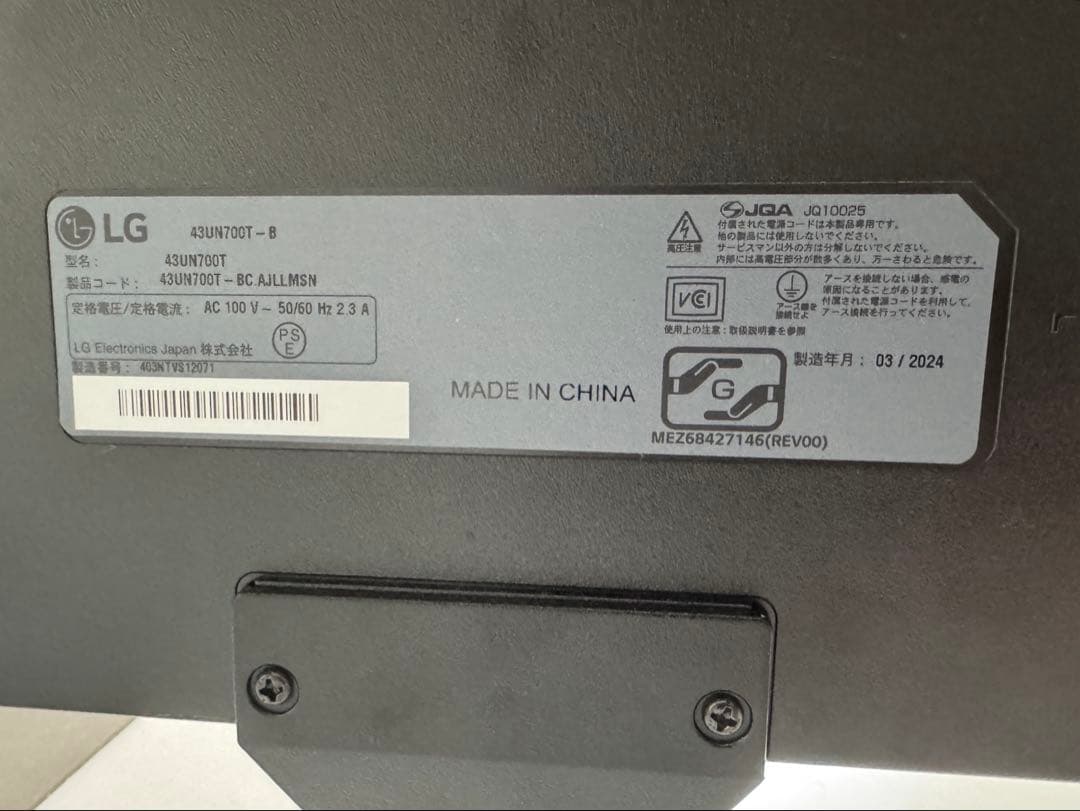 LG 43UN700T-B
型名： 43UN700T
製品コード： 43UN700T-BC.AJLLMSN
定格電圧/定格電流： AC 100 V~ 50/60 Hz 2.3 A
LG Electronics Japan 株式会社
PS
E
製造番号： 403NTVS12071
MADE IN CHINA
JQA JQ10025
高圧注意
付属された電源コードは本製品専用です。
他の製品には使用しないでください。
サービスマン以外の方は分解しないでください。
内部には高電圧部分が数多くあり、万一さわると危険です。
VCI
アース線を
接続せよ
アースを接続しない場合、感電の
原因になることがあります。
付属された電源コードを利用して、
アース接続を行ってください。
使用上の注意：取扱説明書を参照
G
製造年月： 03/2024
MEZ68427146(REV00)